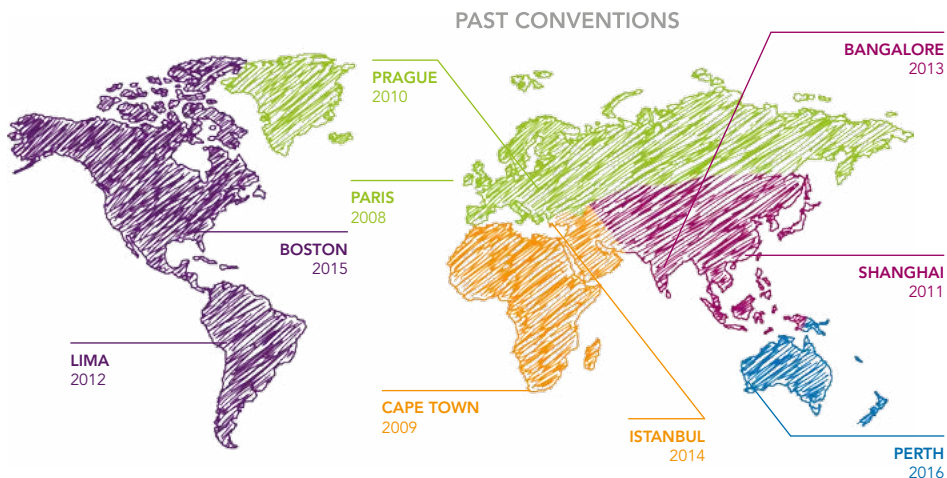 PAST CONVENTIONS
BANGALORE
2013
PRAGUE
2010
PARIS
2008
BOSTON
2015
SHANGHAI
2011
LIMA
2012
CAPE TOWN
2009
ISTANBUL
2014
PERTH
2016